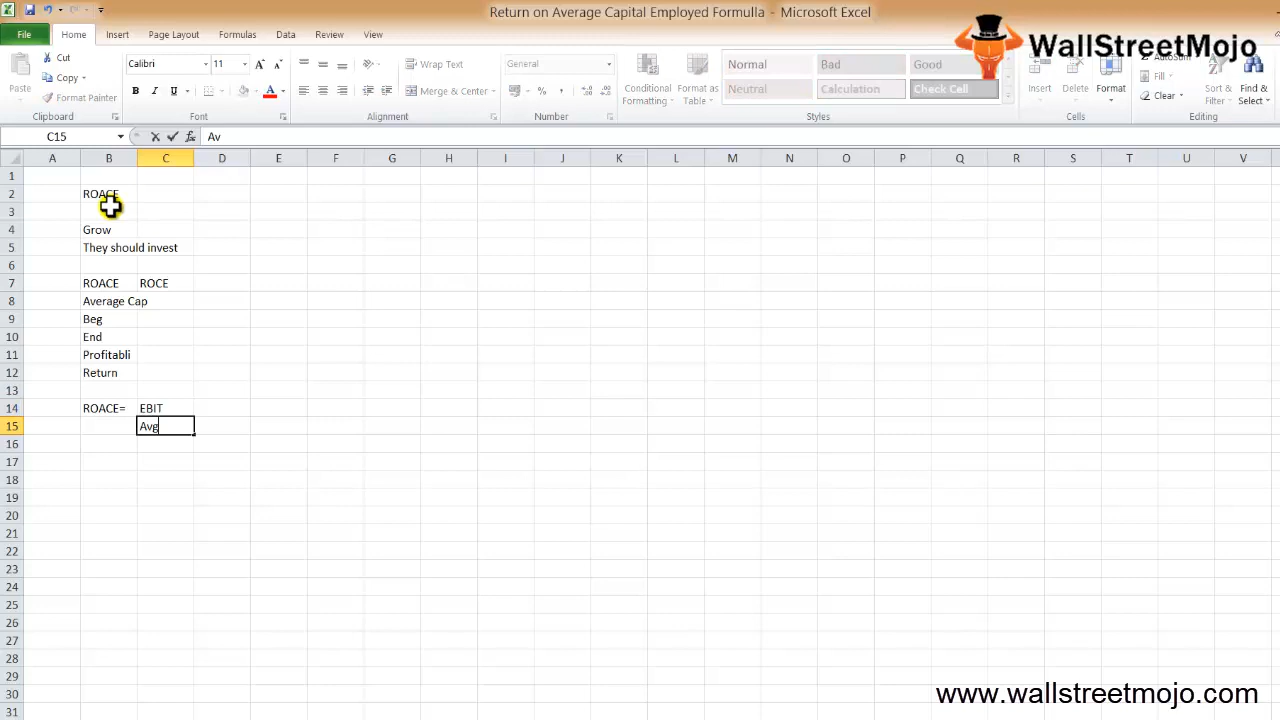 Return on Average Capital Employed Formulla - Microsoft Excel
File Home Insert Page Layout Formulas Data Review View
WallStreetMojo
Paste
Cut
Copy
Format Painter
Clipboard
Calibri 11
B I U
Font
Wrap Text
Merge & Center
Alignment
General
Number
Conditional Formatting
Format as Table
Normal Bad Good
Neutral Calculation Check Cell
Styles
Insert Delete Format
Cells
AutoSum
Fill
Clear
Sort & Filter
Find & Select
Editing
C15 fx Av
A B C D E F G H I J K L M N O P Q R S T U V
1
2 ROACE
3
4 Grow
5 They should invest
6
7 ROACE ROCE
8 Average Cap
9 Beg
10 End
11 Profitabli
12 Return
13
14 ROACE= EBIT
15 Avg
16
17
18
19
20
21
22
23
24
25
26
27
28
29
30
31
www.wallstreetmojo.com